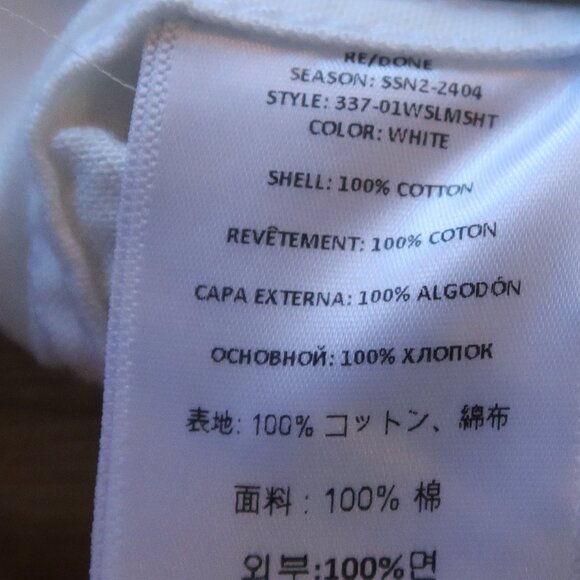 RE/DONE
SEASON: SSN2-2404
STYLE: 337-01WSLMSHT
COLOR: WHITE
SHELL: 100% COTTON
REVÊTEMENT: 100% COTON
CAPA EXTERNA: 100% ALGODÓN
ОСНОВНОЙ: 100% ХЛОПОК
表地: 100% コットン、綿布
面料: 100% 棉
외부:100%면